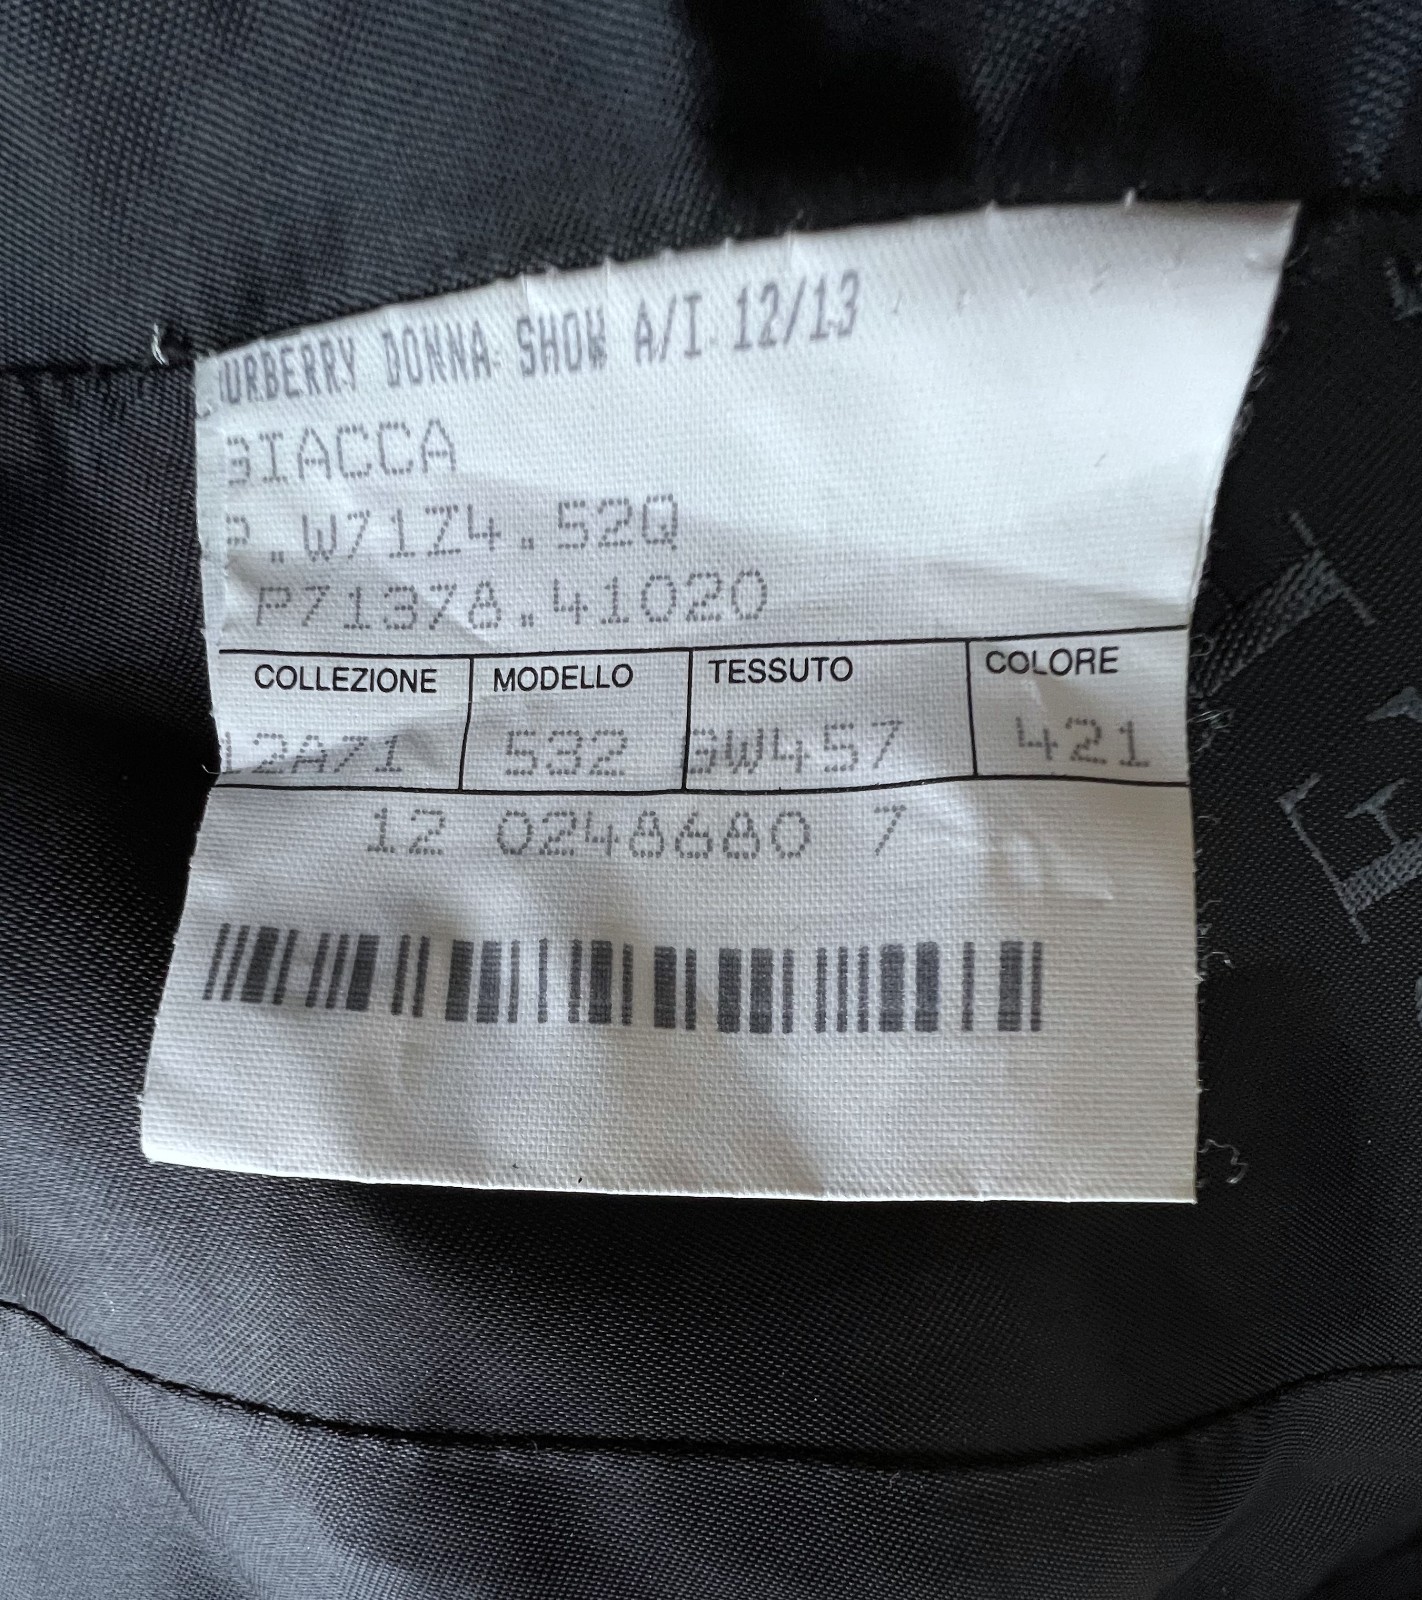 BURBERRY DONNA SHOW A/I 12/13
GIACCA
P.W71Z4.52Q
P71378.41020
COLLEZIONE MODELLO TESSUTO COLORE
12A71 532 GW457 421
12 0248680 7